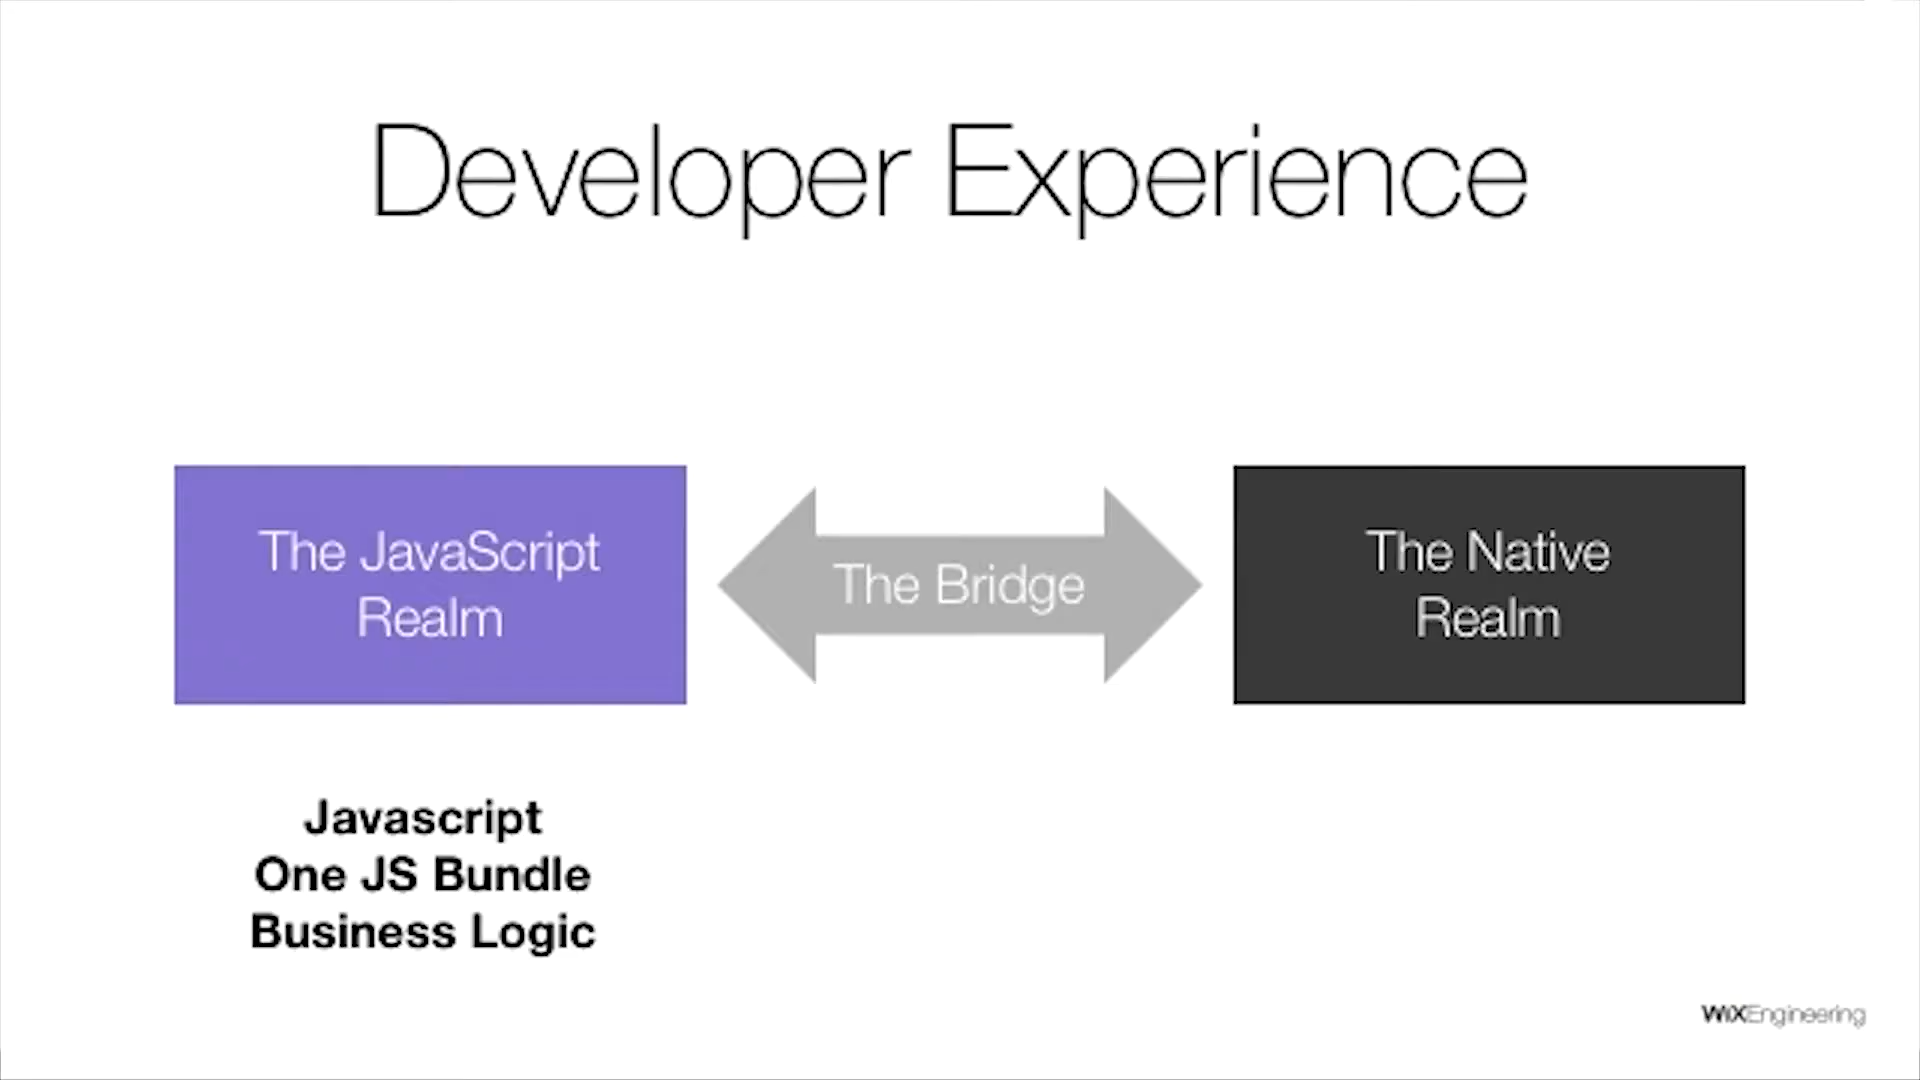 Developer Experience
The JavaScript
Realm
The Bridge
The Native
Realm
Javascript
One JS Bundle
Business Logic
WiXEngineering